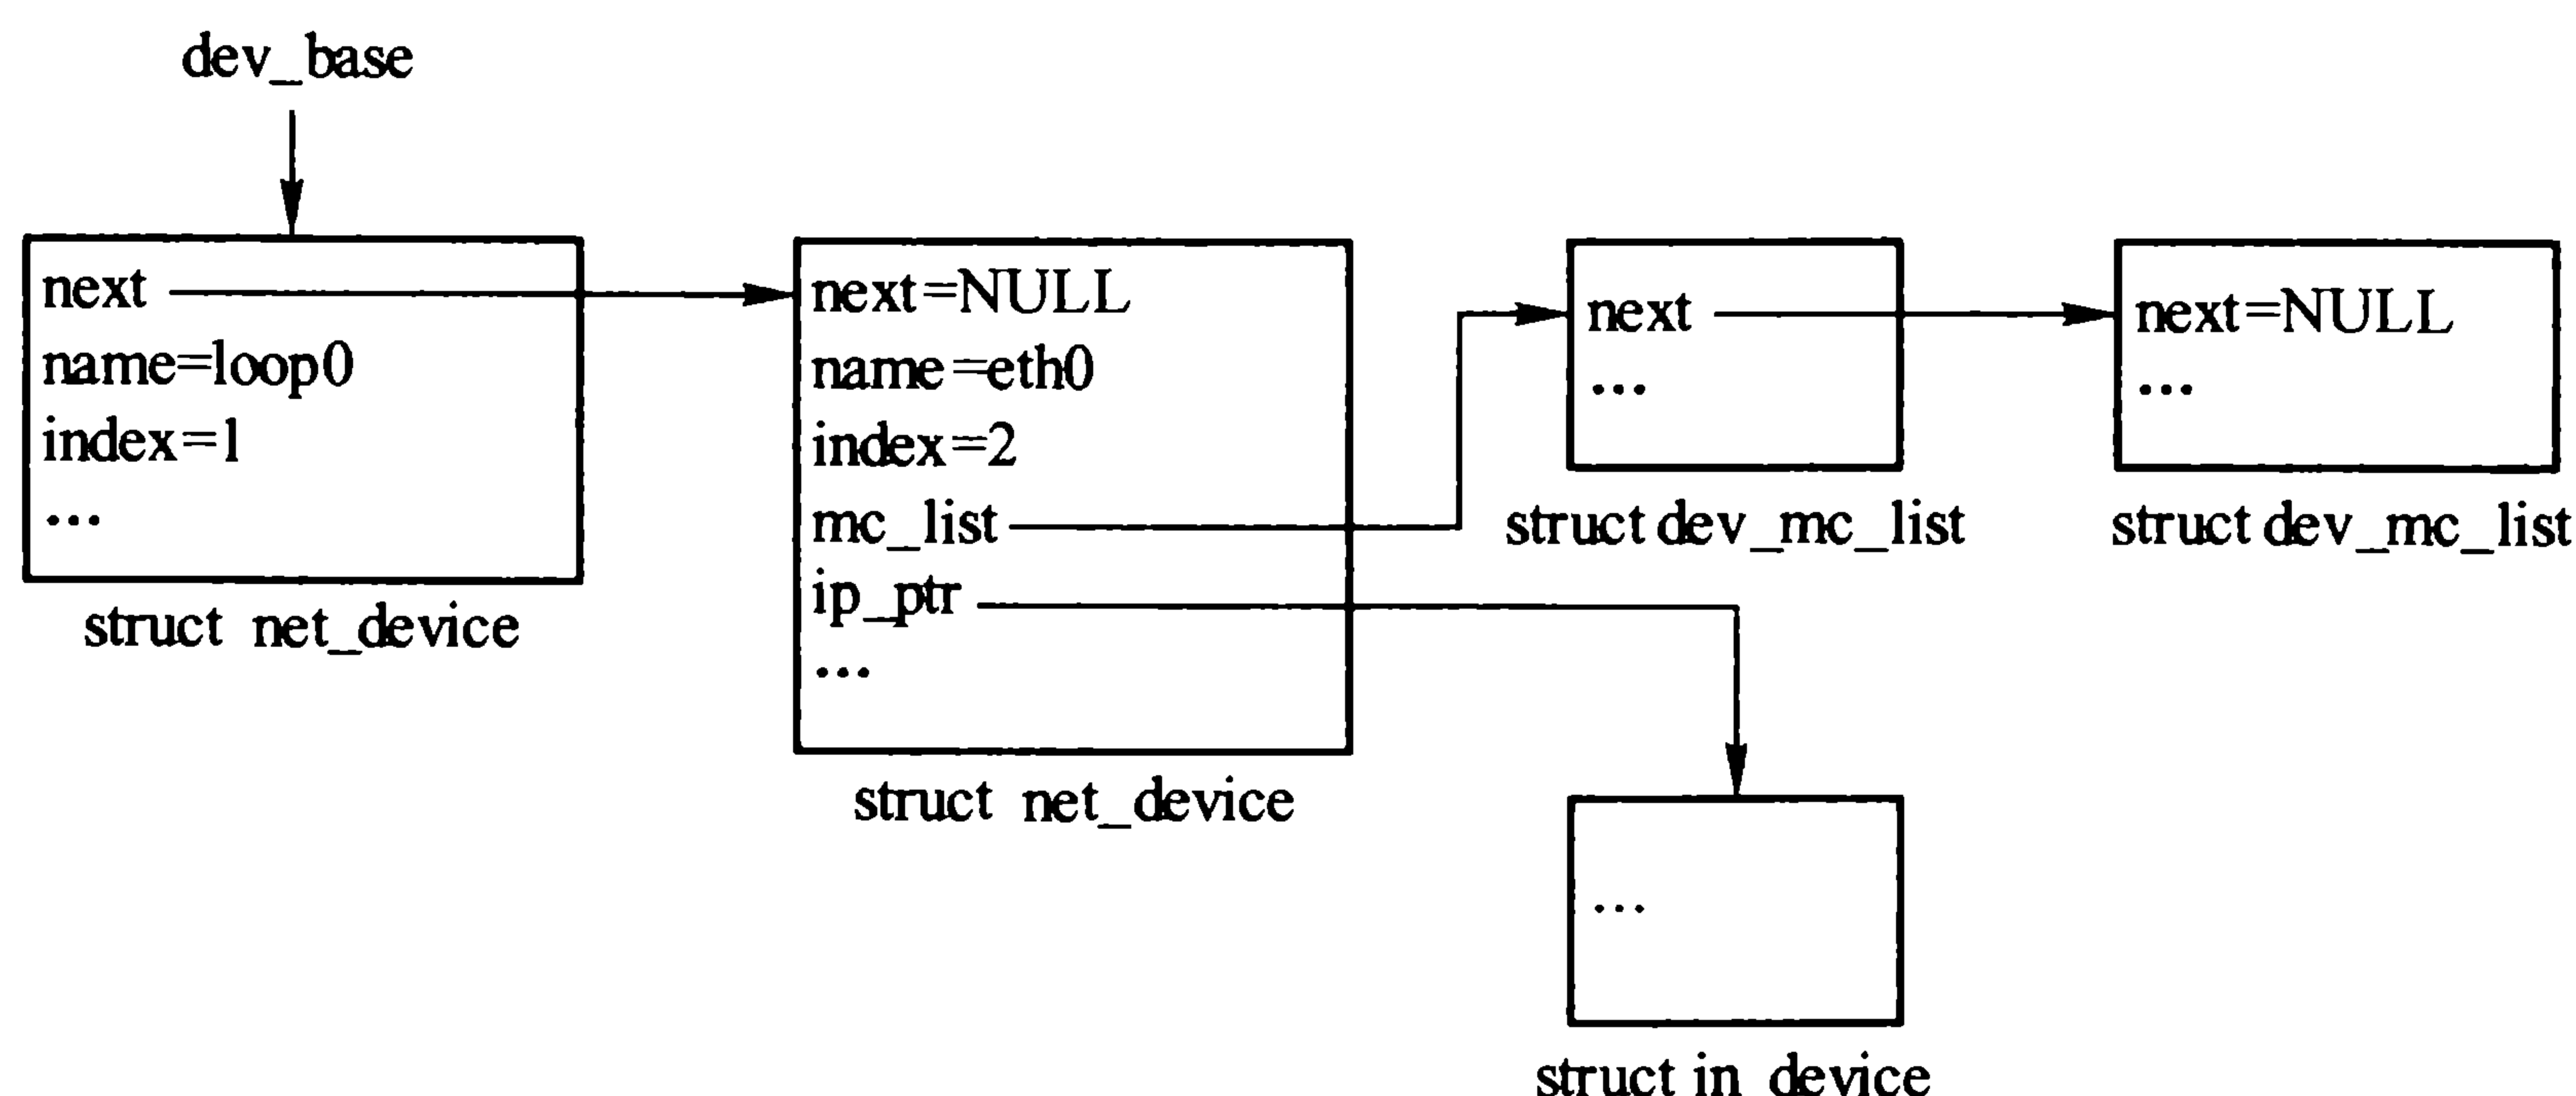 dev_base
next
name=loop0
index=1
...
struct net_device
next=NULL
name=eth0
index=2
mc_list
ip_ptr
...
struct net_device
next
...
struct dev_mc_list
next=NULL
...
struct dev_mc_list
...
struct in_device